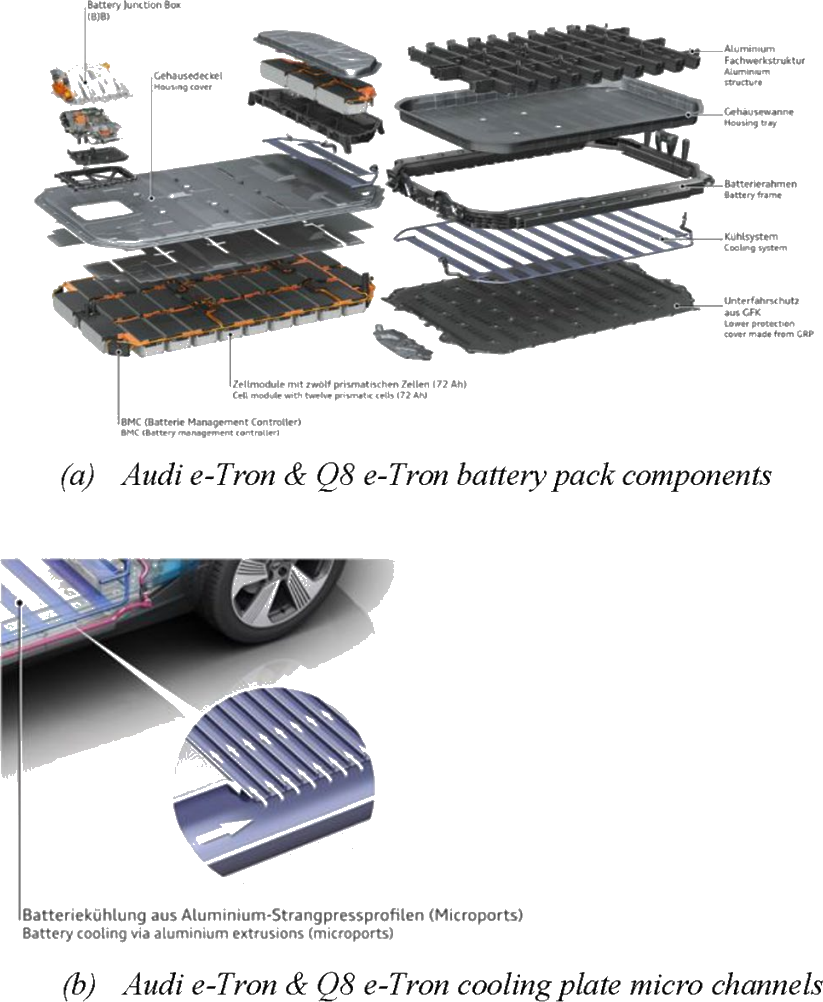 Battery Junction Box
(BJB)
Gehäusedeckel
Housing cover
Aluminium
Fachwerkstruktur
Aluminium
structure
Gehäusewanne
Housing tray
Batterierahmen
Battery frame
Kühlsystem
Cooling system
Unterfahrschutz
aus GFK
Lower protection
cover made from GRP
Zellmodule mit zwölf prismatischen Zellen (72 Ah)
Cell module with twelve prismatic cells (72 Ah)
BMC (Batterie Management Controller)
BMC (Battery management controller)
(a) Audi e-Tron & Q8 e-Tron battery pack components
Batteriekühlung aus Aluminium-Strangpressprofilen (Microports)
Battery cooling via aluminium extrusions (microports)
(b) Audi e-Tron & Q8 e-Tron cooling plate micro channels